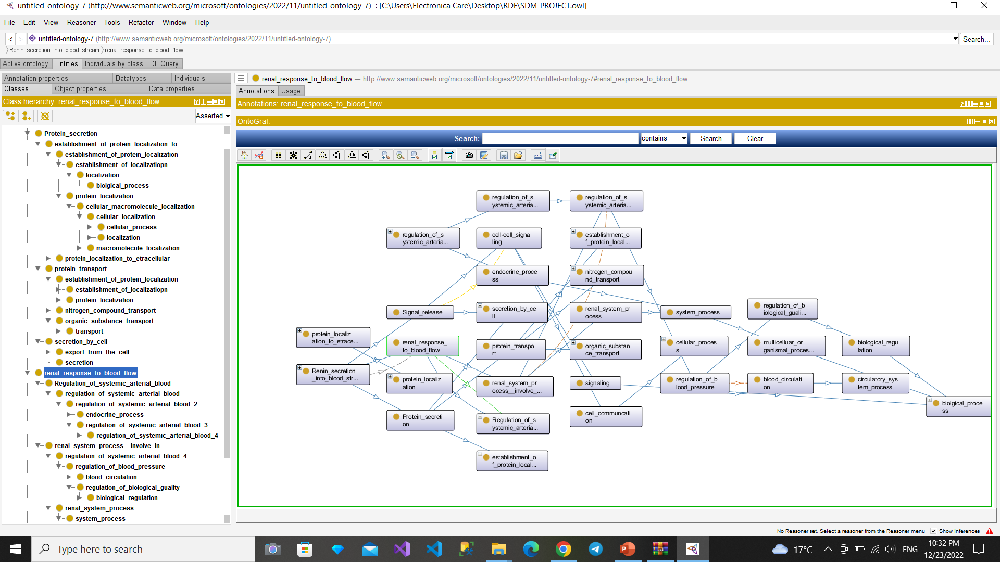 untitled-ontology-7 (http://www.semanticweb.org/microsoft/ontologies/2022/11/untitled-ontology-7) : [C:\Users\Electronica Care\Desktop\RDF\SDM_PROJECT.owl]
File Edit View Reasoner Tools Refactor Window Help
< > untitled-ontology-7 (http://www.semanticweb.org/microsoft/ontologies/2022/11/untitled-ontology-7) Search...
Renin_secretion_into_blood_stream renal_response_to_blood_flow
Active ontology Entities Individuals by class DL Query
Annotation properties Datatypes Individuals
Classes Object properties Data properties
Class hierarchy: renal_response_to_blood_flow
Asserted
Protein_secretion
establishment_of_protein_localization_to
establishment_of_protein_localization
establishment_of_localizatiopn
localization
biolgical_process
protein_localization
cellular_macromolecule_localization
cellular_localization
cellular_process
localization
macromolecule_localization
protein_localization_to_etracellular
protein_transport
establishment_of_protein_localization
establishment_of_localizatiopn
protein_localization
nitrogen_compound_transport
organic_substance_transport
transport
secretion_by_cell
export_from_the_cell
secretion
renal_response_to_blood_flow
Regulation_of_systemic_arterial_blood
regulation_of_systemic_arterial_blood
regulation_of_systemic_arterial_blood_2
endocrine_process
regulation_of_systemic_arterial_blood_3
regulation_of_systemic_arterial_blood_4
renal_system_process__involve_in
regulation_of_systemic_arterial_blood_4
regulation_of_blood_pressure
blood_circulation
regulation_of_biological_guality
biological_regulation
renal_system_process
system_process
renal_response_to_blood_flow — http://www.semanticweb.org/microsoft/ontologies/2022/11/untitled-ontology-7#renal_response_to_blood_flow
Annotations Usage
Annotations: renal_response_to_blood_flow
OntoGraf:
Search: contains Search Clear
regulation_of_s
ystemic_arteria...
regulation_of_s
ystemic_arteria...
regulation_of_s
ystemic_arteria...
cell-cell_signa
ling
establishment_o
f_protein_local...
endocrine_proce
ss
nitrogen_compou
nd_transport
Signal_release
secretion_by_ce
ll
renal_system_pr
ocess
system_process
regulation_of_b
iological_guali...
protein_localiz
ation_to_etrace...
renal_response_
to_blood_flow
protein_transpo
rt
organic_substan
ce_transport
cellular_proces
s
multicelluar_or
ganismal_proces...
biological_regu
lation
Renin_secretion
_into_blood_str...
protein_localiz
ation
renal_system_pr
ocess__involve_...
signaling
regulation_of_b
lood_pressure
blood_circulati
on
circulatory_sys
tem_process
biolgical_proce
ss
Protein_secreti
on
Regulation_of_s
ystemic_arteria...
cell_communcati
on
establishment_o
f_protein_local...
No Reasoner set. Select a reasoner from the Reasoner menu Show Inferences
Type here to search
17°C ENG
10:32 PM
12/23/2022